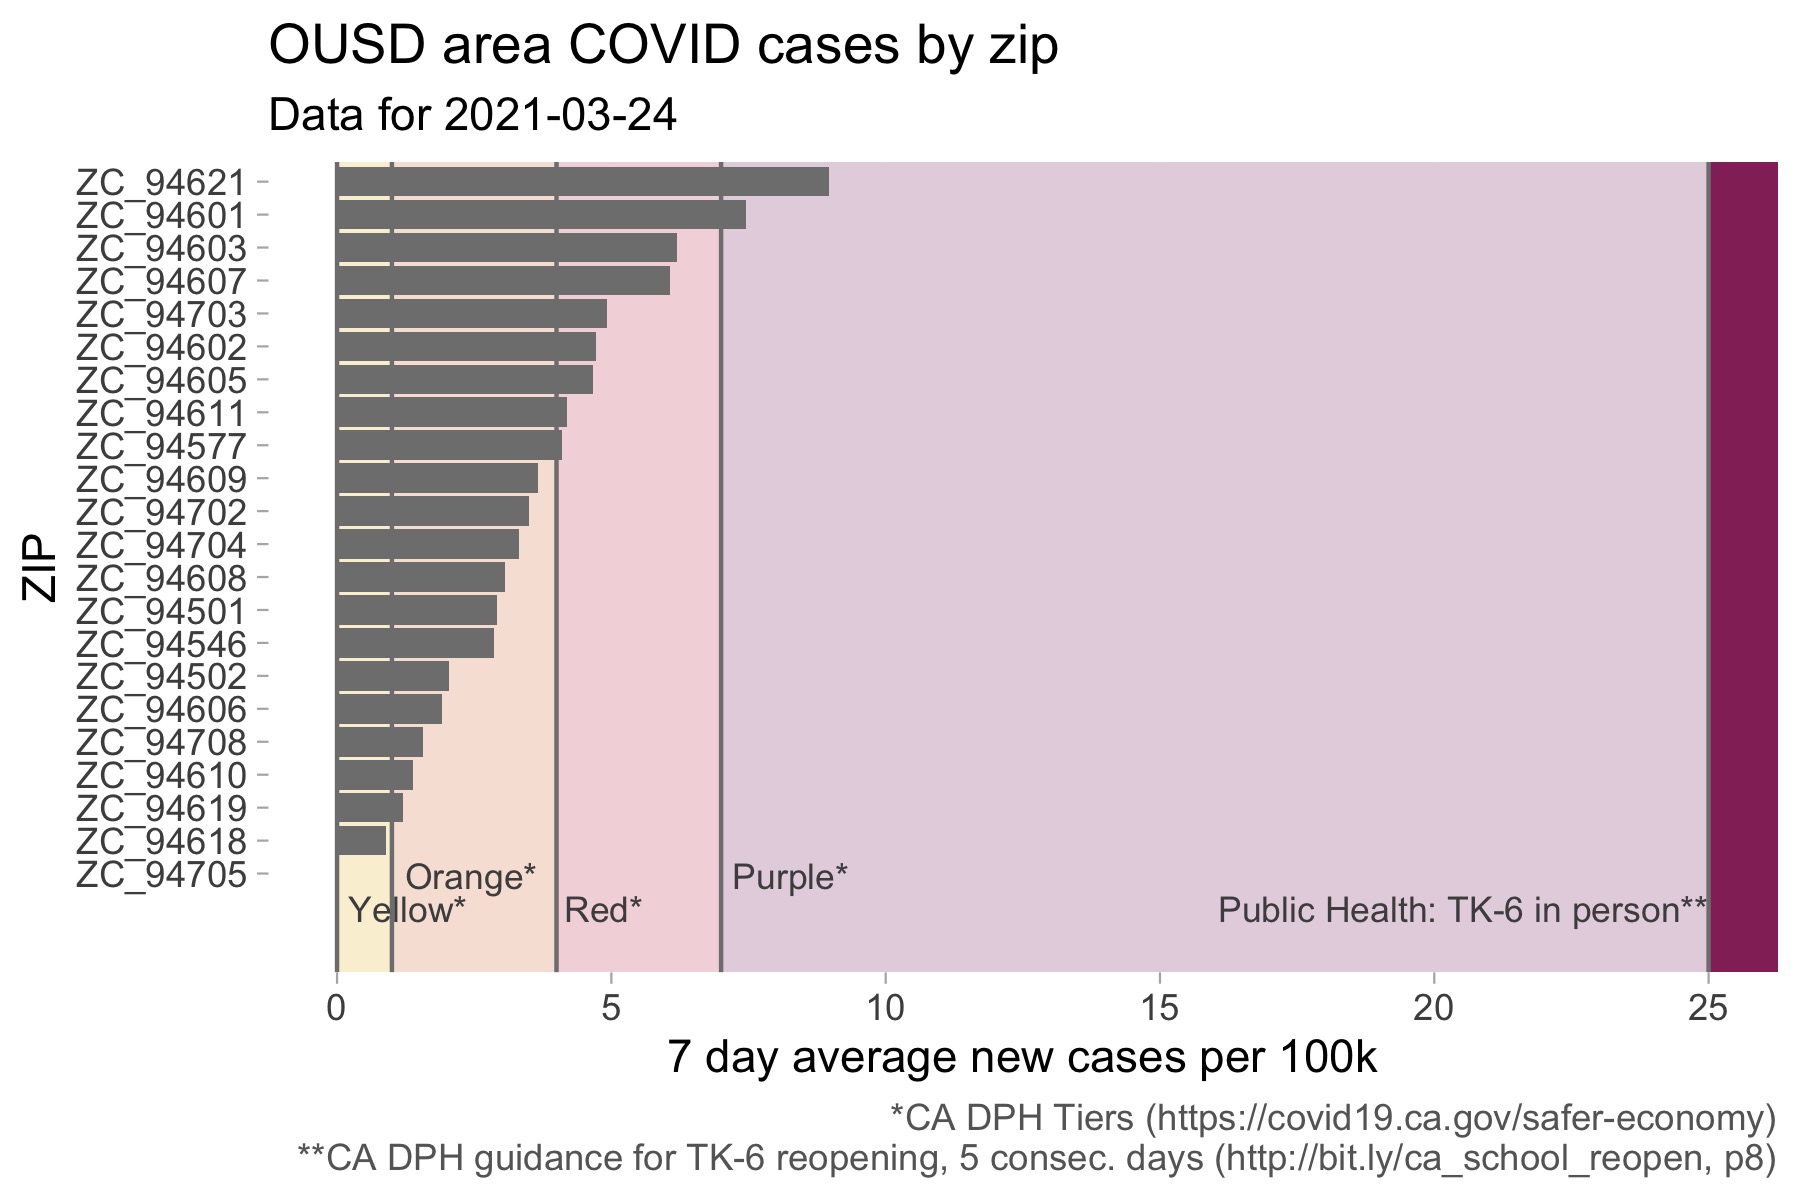 OUSD area COVID cases by zip
Data for 2021-03-24
ZIP
ZC_94621
ZC_94601
ZC_94603
ZC_94607
ZC_94703
ZC_94602
ZC_94605
ZC_94611
ZC_94577
ZC_94609
ZC_94702
ZC_94704
ZC_94608
ZC_94501
ZC_94546
ZC_94502
ZC_94606
ZC_94708
ZC_94610
ZC_94619
ZC_94618
ZC_94705
Orange* Purple*
Yellow* Red* Public Health: TK-6 in person**
0 5 10 15 20 25
7 day average new cases per 100k
*CA DPH Tiers (https://covid19.ca.gov/safer-economy)
**CA DPH guidance for TK-6 reopening, 5 consec. days (http://bit.ly/ca_school_reopen, p8)